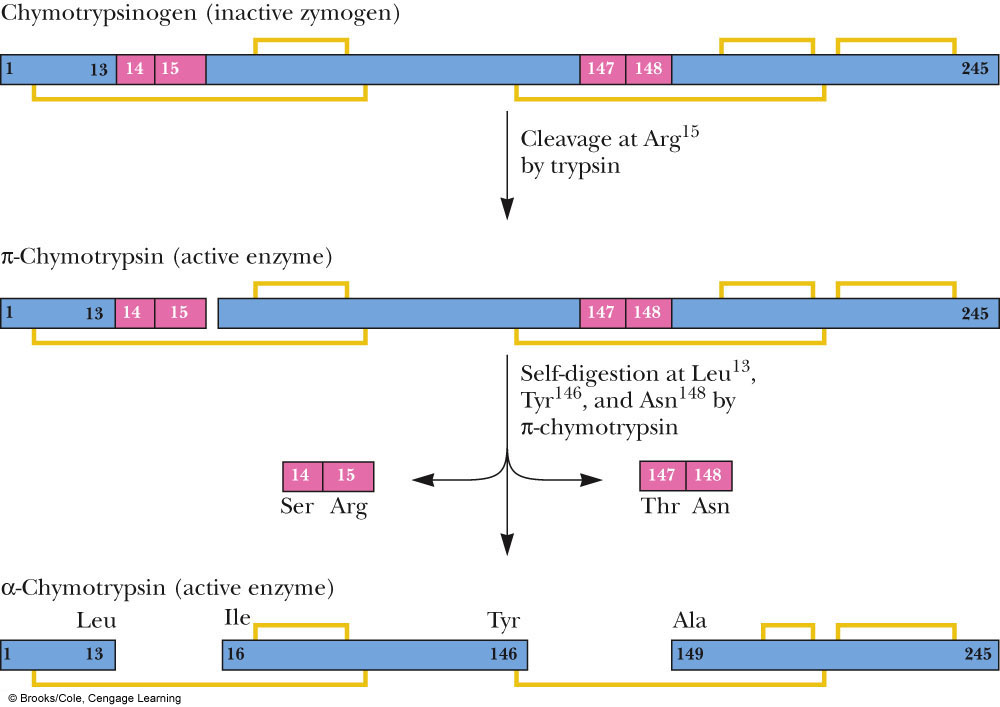 Chymotrypsinogen (inactive zymogen)
1 13 14 15 147 148 245
Cleavage at Arg15
by trypsin
π-Chymotrypsin (active enzyme)
1 13 14 15 147 148 245
Self-digestion at Leu13,
Tyr146, and Asn148 by
π-chymotrypsin
14 15 147 148
Ser Arg Thr Asn
α-Chymotrypsin (active enzyme)
Leu Ile Tyr Ala
1 13 16 146 149 245
© Brooks/Cole, Cengage Learning